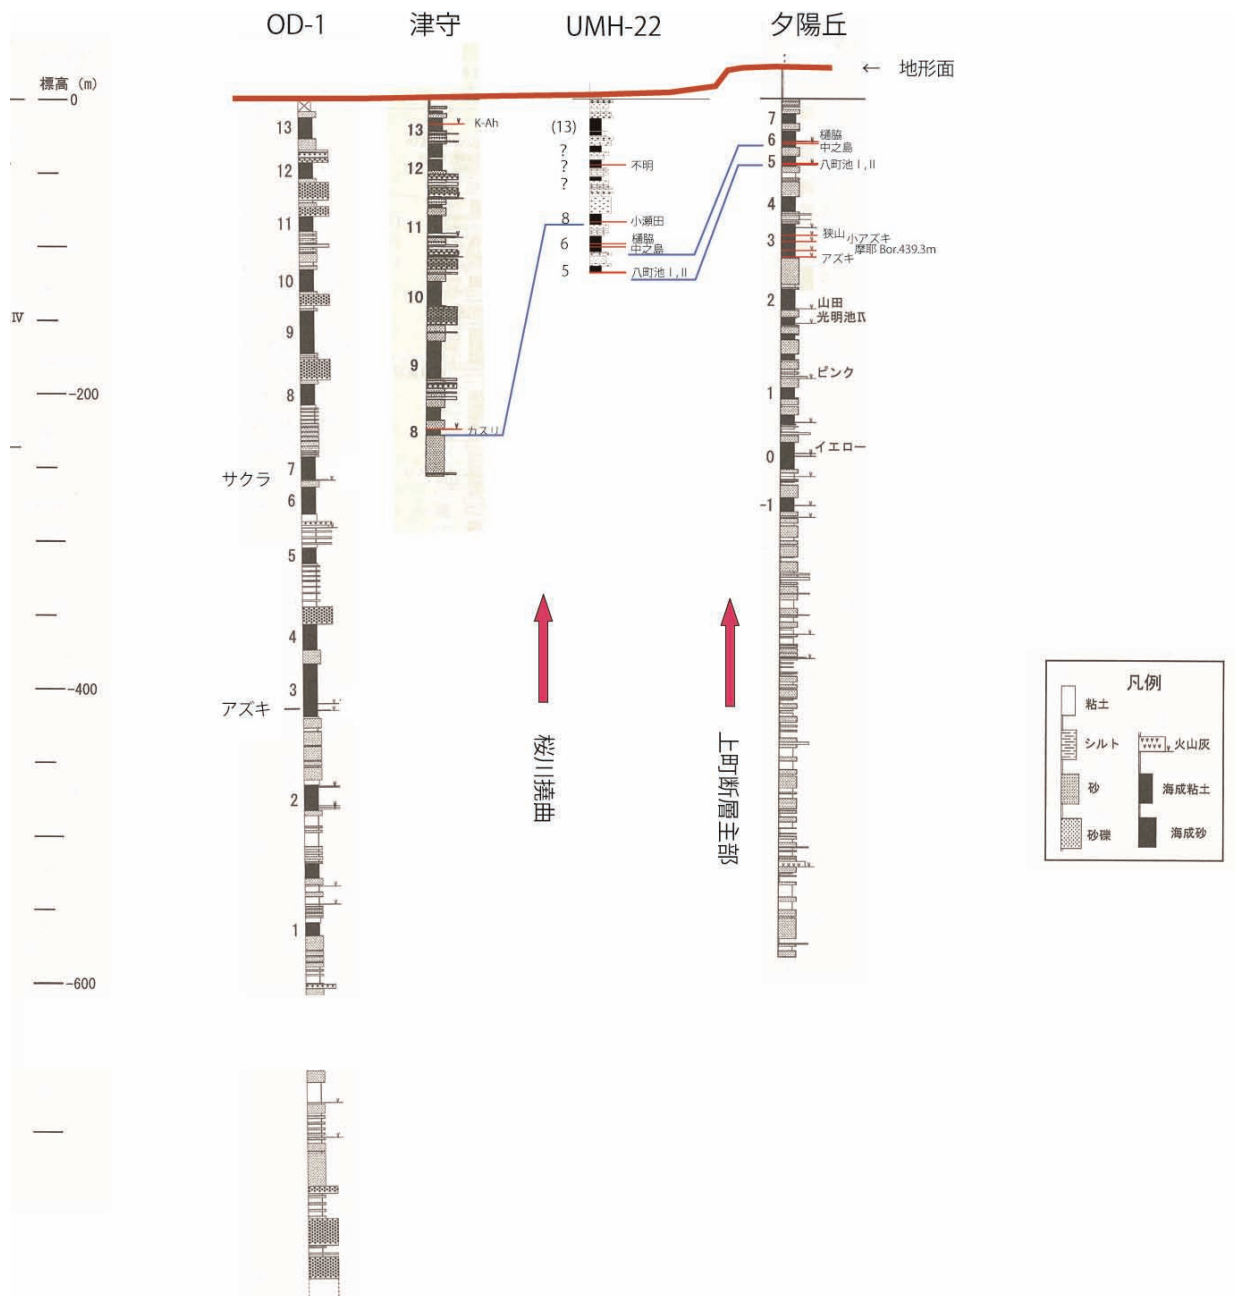 OD-1
津守
UMH-22
夕陽丘
← 地形面
標高 (m)
0
-200
-400
-600
Ⅳ
13
12
11
10
9
8
7
サクラ
6
5
4
3
アズキ
2
1
13
K-Ah
12
11
10
9
8
カスリ
(13)
?
?
不明
?
8
小瀬田
6
樋脇
中之島
5
八町池Ⅰ,Ⅱ
7
6
樋脇
中之島
5
八町池Ⅰ,Ⅱ
4
3
狭山
小アズキ
摩耶 Bor.439.3m
アズキ
2
山田
光明池Ⅳ
ピンク
1
0
イエロー
-1
桜川撓曲
上町断層主部
凡例
粘土
シルト
火山灰
砂
海成粘土
砂礫
海成砂